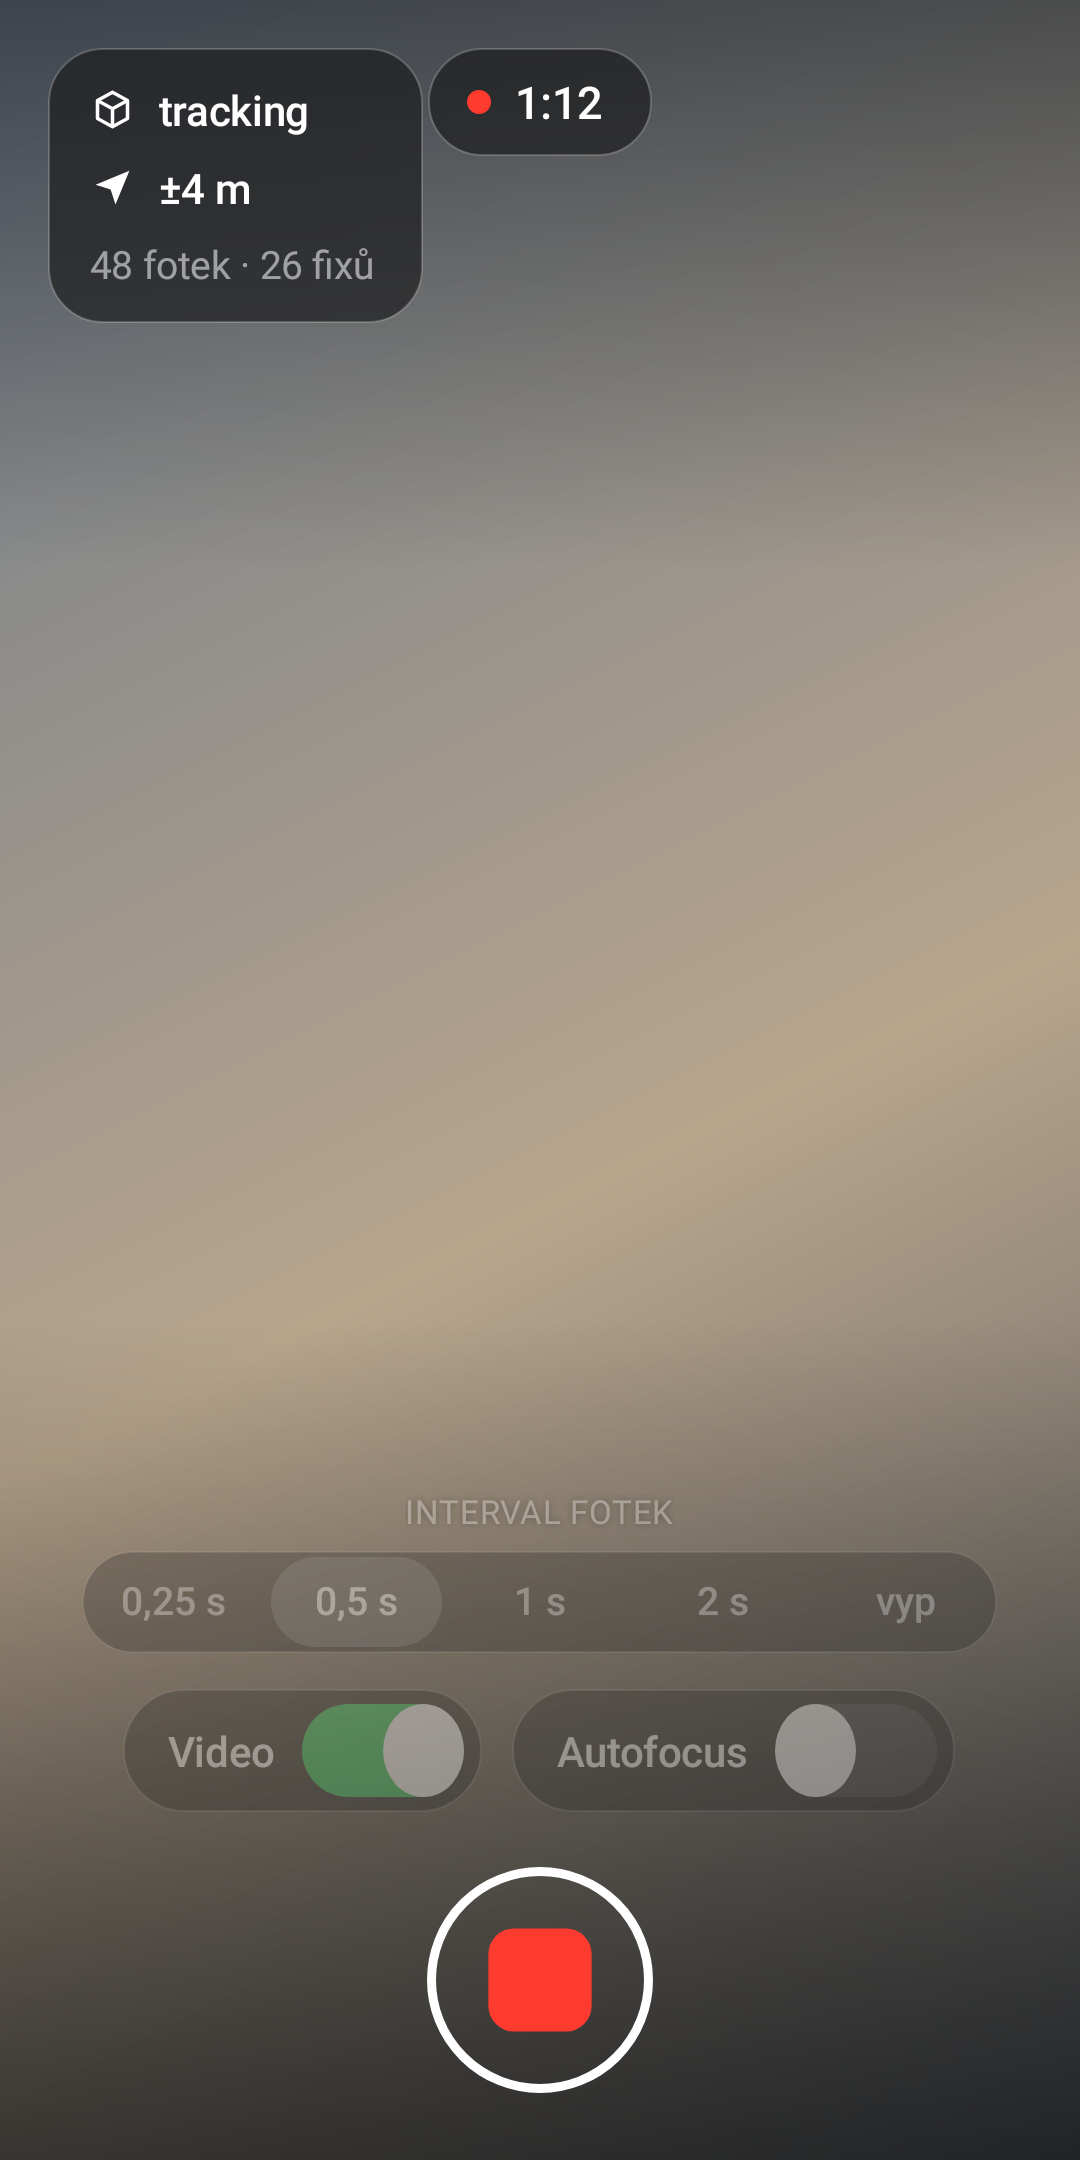 tracking
1:12
±4 m
48 fotek · 26 fixů
INTERVAL FOTEK
0,25 s 0,5 s 1 s 2 s vyp
Video Autofocus